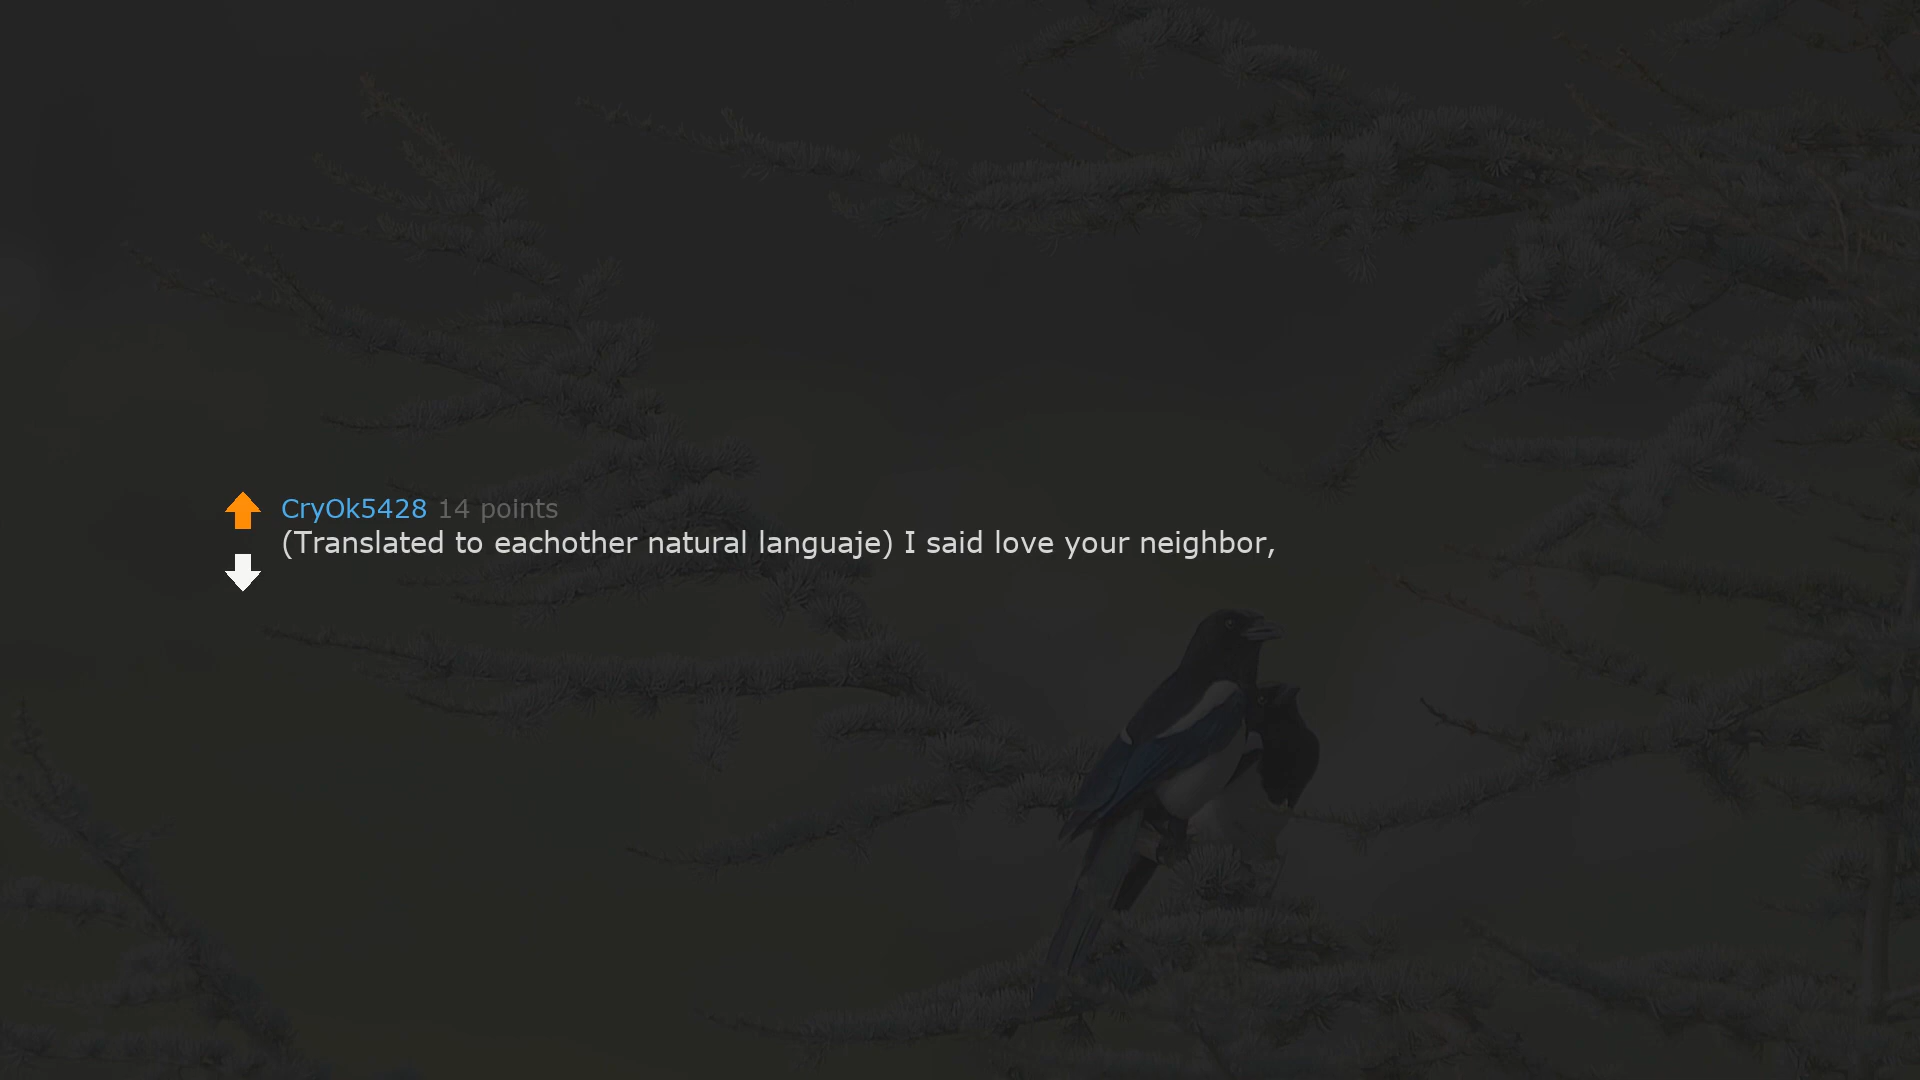 CryOk5428 14 points
(Translated to eachother natural languaje) I said love your neighbor,